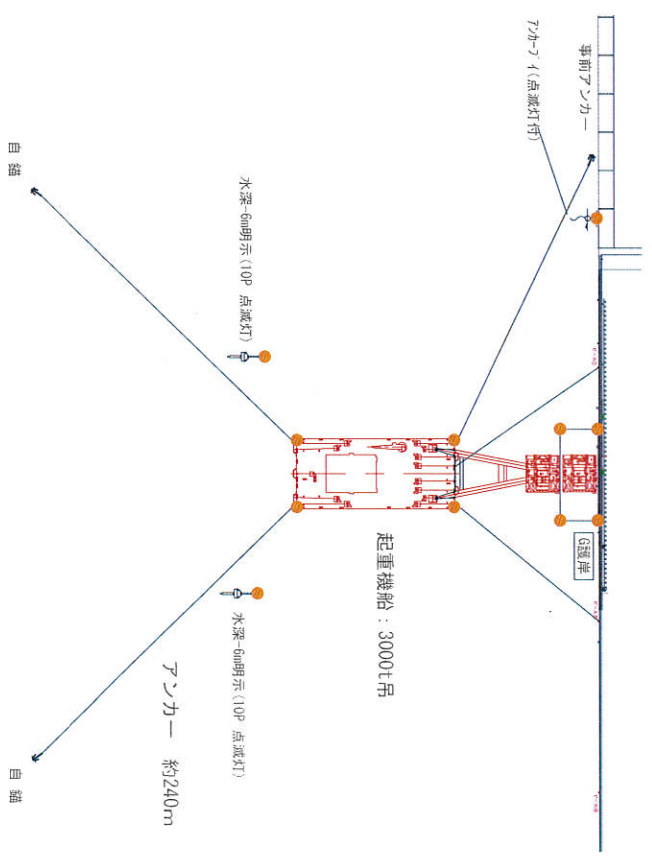 事前アンカー
アンカーブイ(点滅灯付)
自錨
水深-6m明示(10P 点滅灯)
G護岸
起重機船:3000t吊
水深-6m明示(10P 点滅灯)
アンカー 約240m
自錨